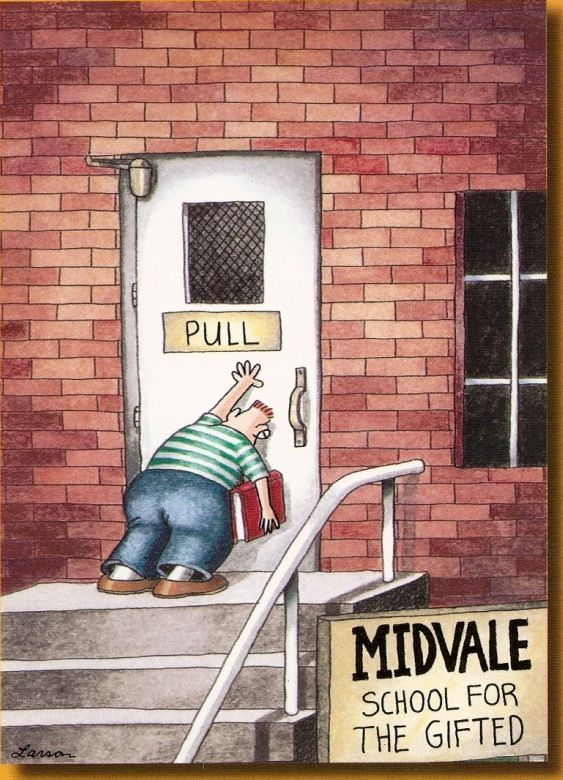 PULL
MIDVALE
SCHOOL FOR
THE GIFTED
Larson